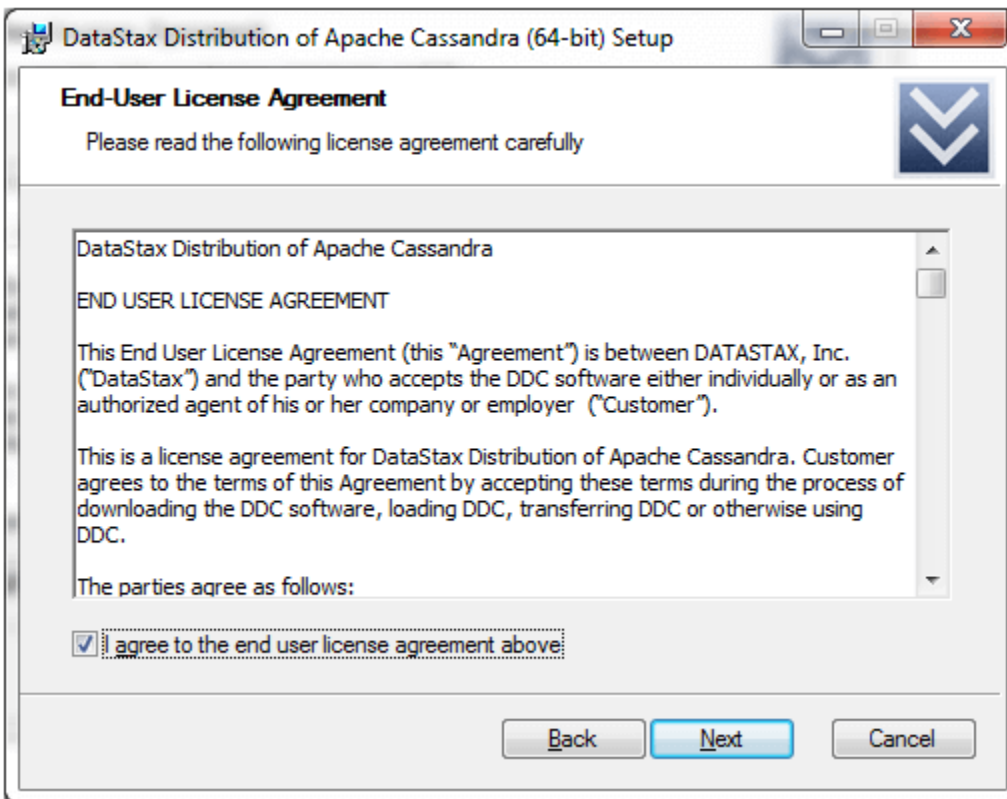 DataStax Distribution of Apache Cassandra (64-bit) Setup
End-User License Agreement
Please read the following license agreement carefully
DataStax Distribution of Apache Cassandra
END USER LICENSE AGREEMENT
This End User License Agreement (this “Agreement”) is between DATASTAX, Inc.
(“DataStax”) and the party who accepts the DDC software either individually or as an
authorized agent of his or her company or employer  (“Customer”).
This is a license agreement for DataStax Distribution of Apache Cassandra. Customer
agrees to the terms of this Agreement by accepting these terms during the process of
downloading the DDC software, loading DDC, transferring DDC or otherwise using
DDC.
The parties agree as follows:
I agree to the end user license agreement above
Back Next Cancel